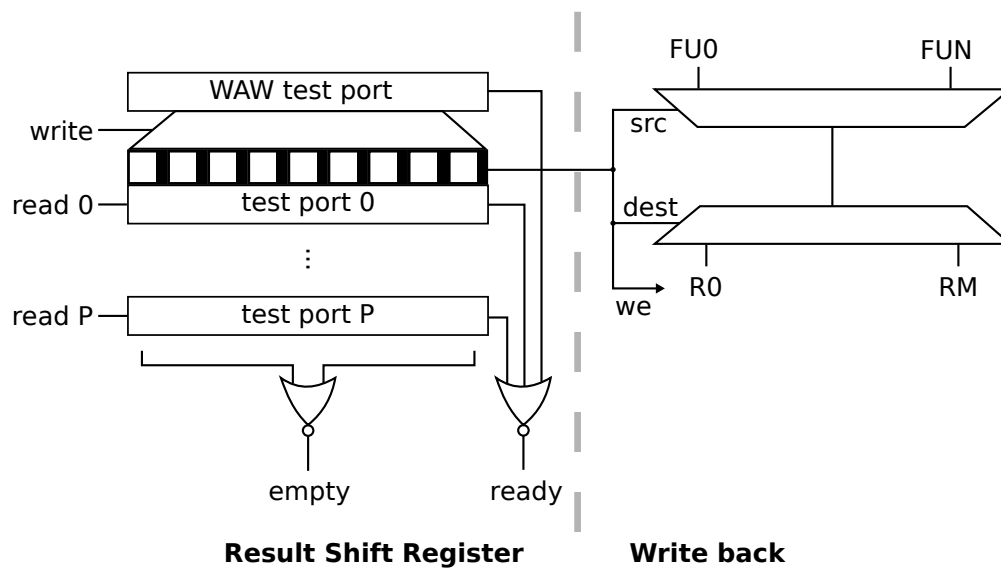 FU0
FUN
WAW test port
write
src
read 0
test port 0
dest
...
R0
RM
we
read P
test port P
empty
ready
Result Shift Register
Write back